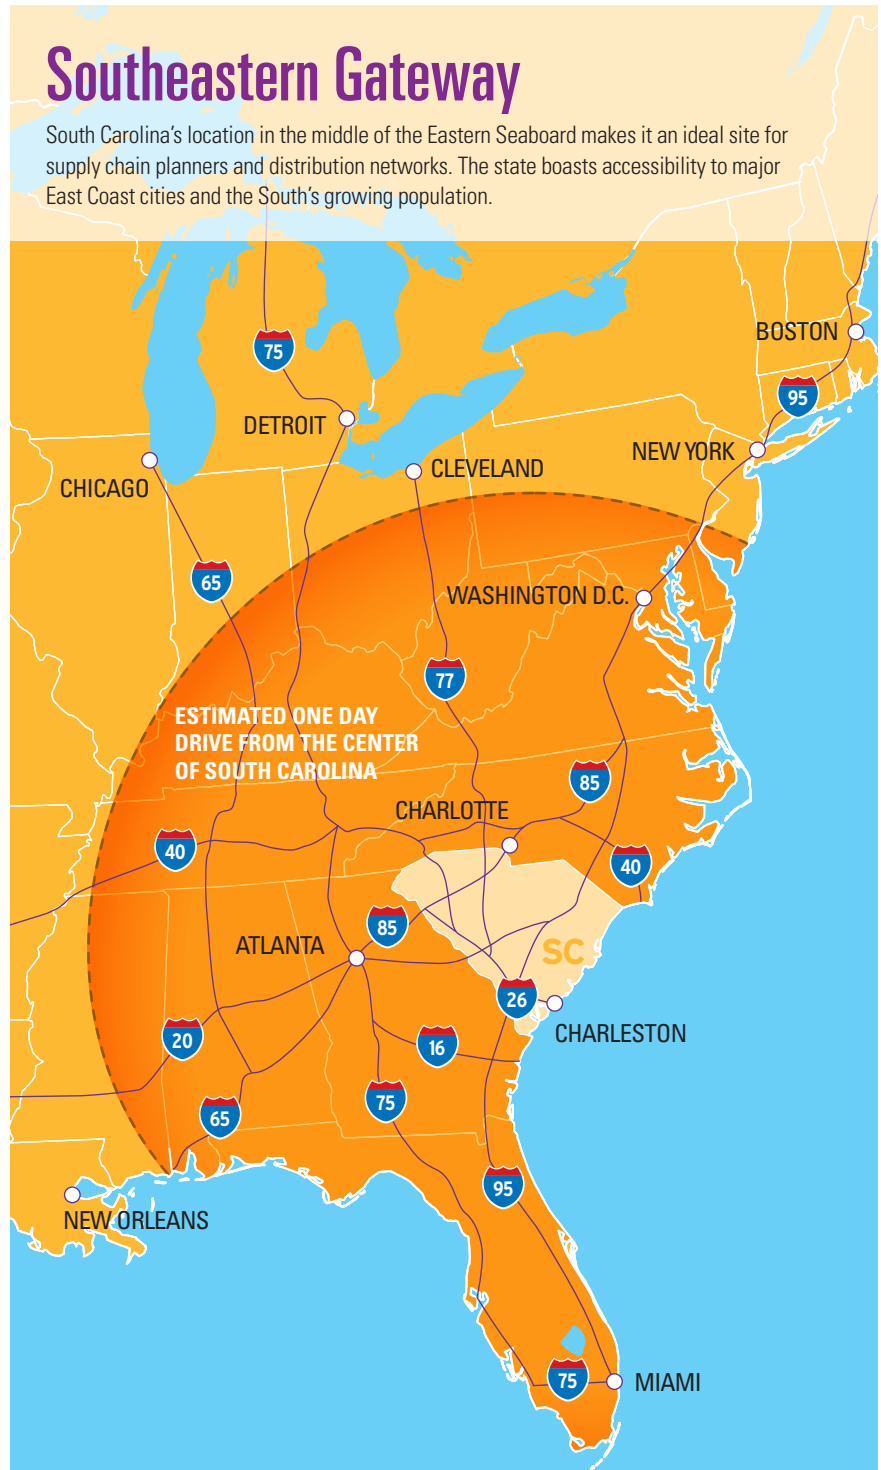 Southeastern Gateway
South Carolina's location in the middle of the Eastern Seaboard makes it an ideal site for
supply chain planners and distribution networks. The state boasts accessibility to major
East Coast cities and the South's growing population.
BOSTON
75
95
DETROIT
NEW YORK
CLEVELAND
CHICAGO
65
WASHINGTON D.C.
77
ESTIMATED ONE DAY
DRIVE FROM THE CENTER
OF SOUTH CAROLINA
85
CHARLOTTE
40
40
85
ATLANTA
SC
26
CHARLESTON
20
16
75
65
95
NEW ORLEANS
75
MIAMI